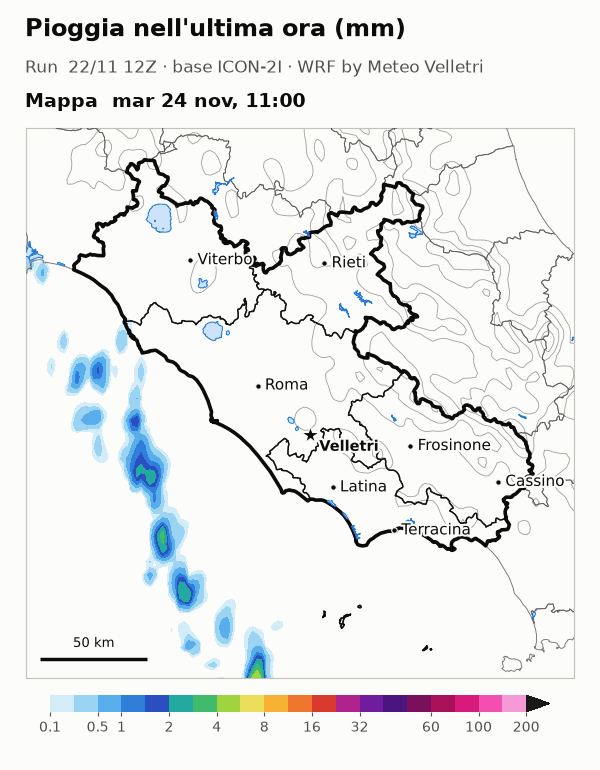 Pioggia nell'ultima ora (mm)
Run  22/11 12Z · base ICON-2I · WRF by Meteo Velletri
Mappa  mar 24 nov, 11:00
Viterbo
Rieti
Roma
Velletri
Frosinone
Latina
Cassino
Terracina
50 km
0.1 0.5 1 2 4 8 16 32 60 100 200